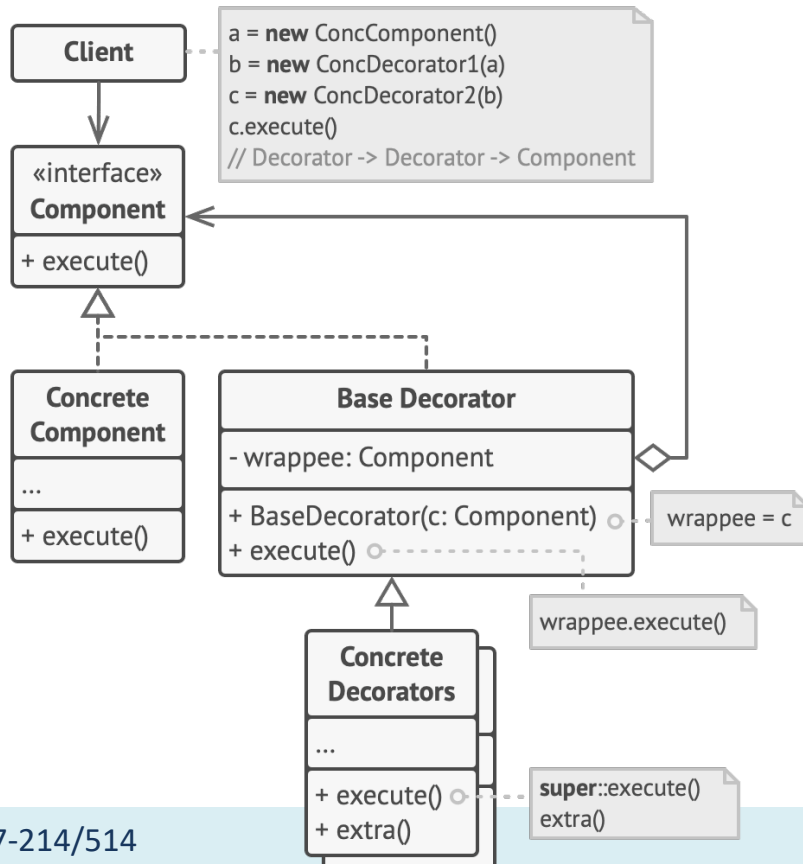 Client
a = new ConcComponent()
b = new ConcDecorator1(a)
c = new ConcDecorator2(b)
c.execute()
// Decorator -> Decorator -> Component
«interface»
Component
+ execute()
Concrete
Component
...
+ execute()
Base Decorator
- wrappee: Component
+ BaseDecorator(c: Component)
+ execute()
wrappee = c
wrappee.execute()
Concrete
Decorators
...
+ execute()
+ extra()
super::execute()
extra()
7-214/514